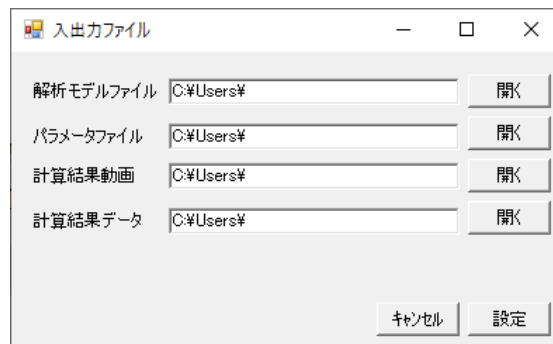 入出力ファイル
解析モデルファイル C:¥Users¥ 開く
パラメータファイル C:¥Users¥ 開く
計算結果動画 C:¥Users¥ 開く
計算結果データ C:¥Users¥ 開く
キャンセル 設定